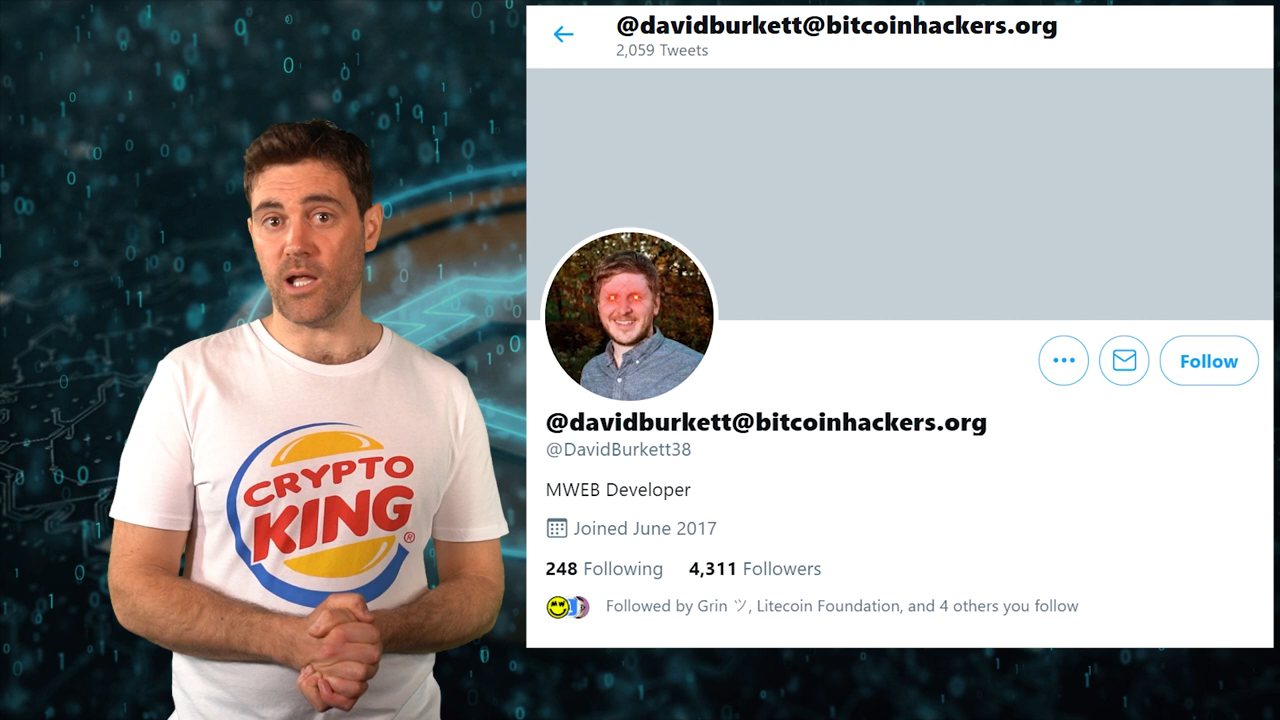 @davidburkett@bitcoinhackers.org
2,059 Tweets
Follow
@davidburkett@bitcoinhackers.org
@DavidBurkett38
MWEB Developer
Joined June 2017
248 Following 4,311 Followers
MW
Followed by Grin ツ, Litecoin Foundation, and 4 others you follow
CRYPTO
KING®